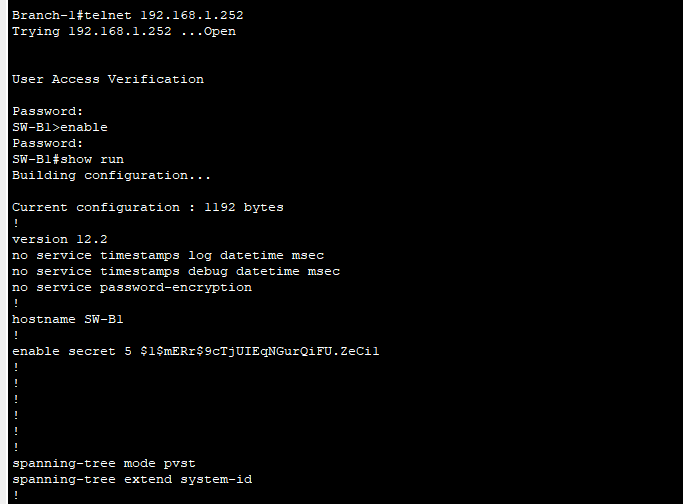 Branch-1#telnet 192.168.1.252
Trying 192.168.1.252 ...Open
User Access Verification
Password:
SW-B1>enable
Password:
SW-B1#show run
Building configuration...
Current configuration : 1192 bytes
!
version 12.2
no service timestamps log datetime msec
no service timestamps debug datetime msec
no service password-encryption
!
hostname SW-B1
!
enable secret 5 $1$mERr$9cTjUIEqNGurQiFU.ZeCi1
!
!
!
!
!
!
spanning-tree mode pvst
spanning-tree extend system-id
!